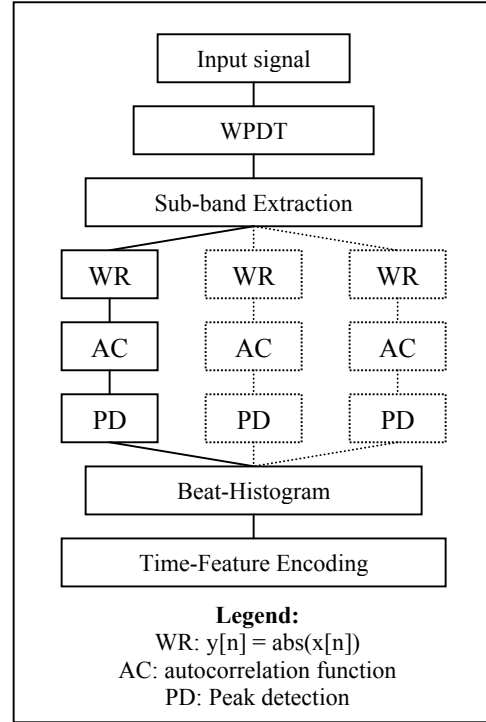 Input signal
WPDT
Sub-band Extraction
WR WR WR
AC AC AC
PD PD PD
Beat-Histogram
Time-Feature Encoding
Legend:
WR: y[n] = abs(x[n])
AC: autocorrelation function
PD: Peak detection